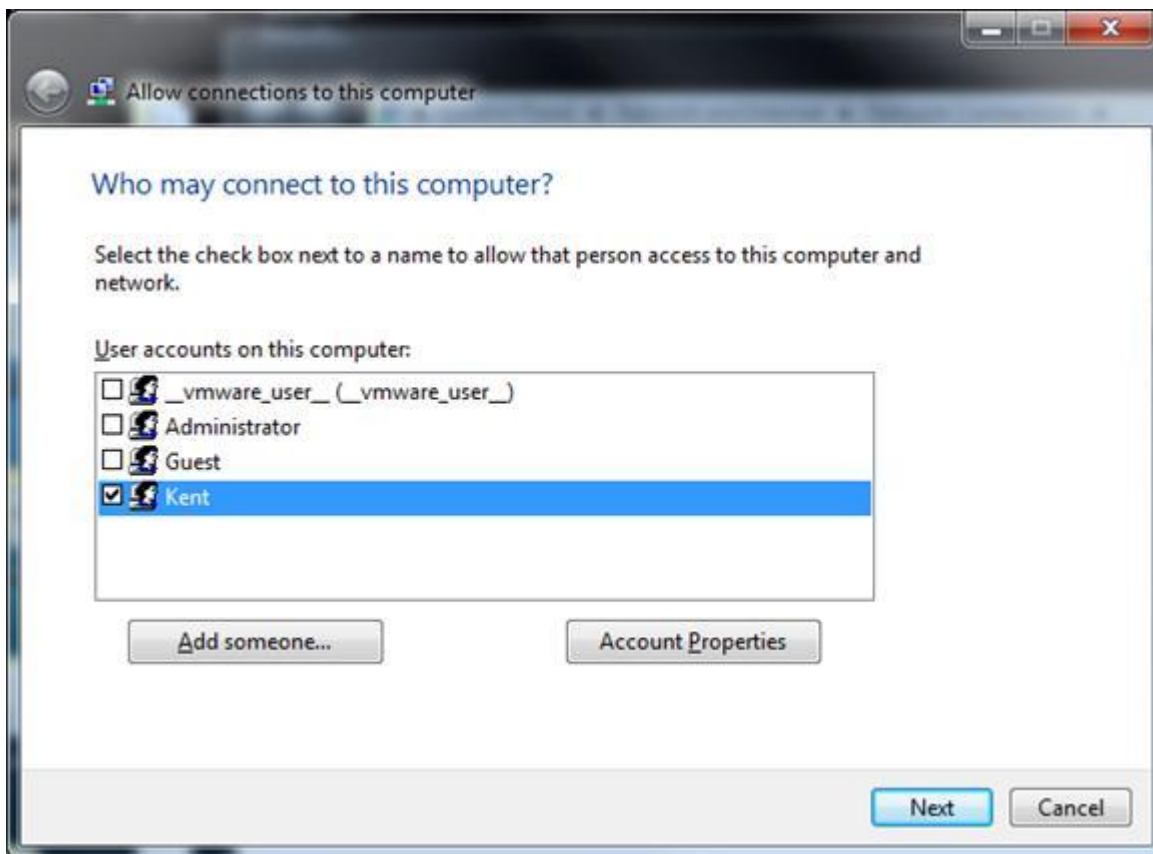 Allow connections to this computer
Who may connect to this computer?
Select the check box next to a name to allow that person access to this computer and
network.
User accounts on this computer:
__vmware_user__ (__vmware_user__)
Administrator
Guest
Kent
Add someone...
Account Properties
Next
Cancel